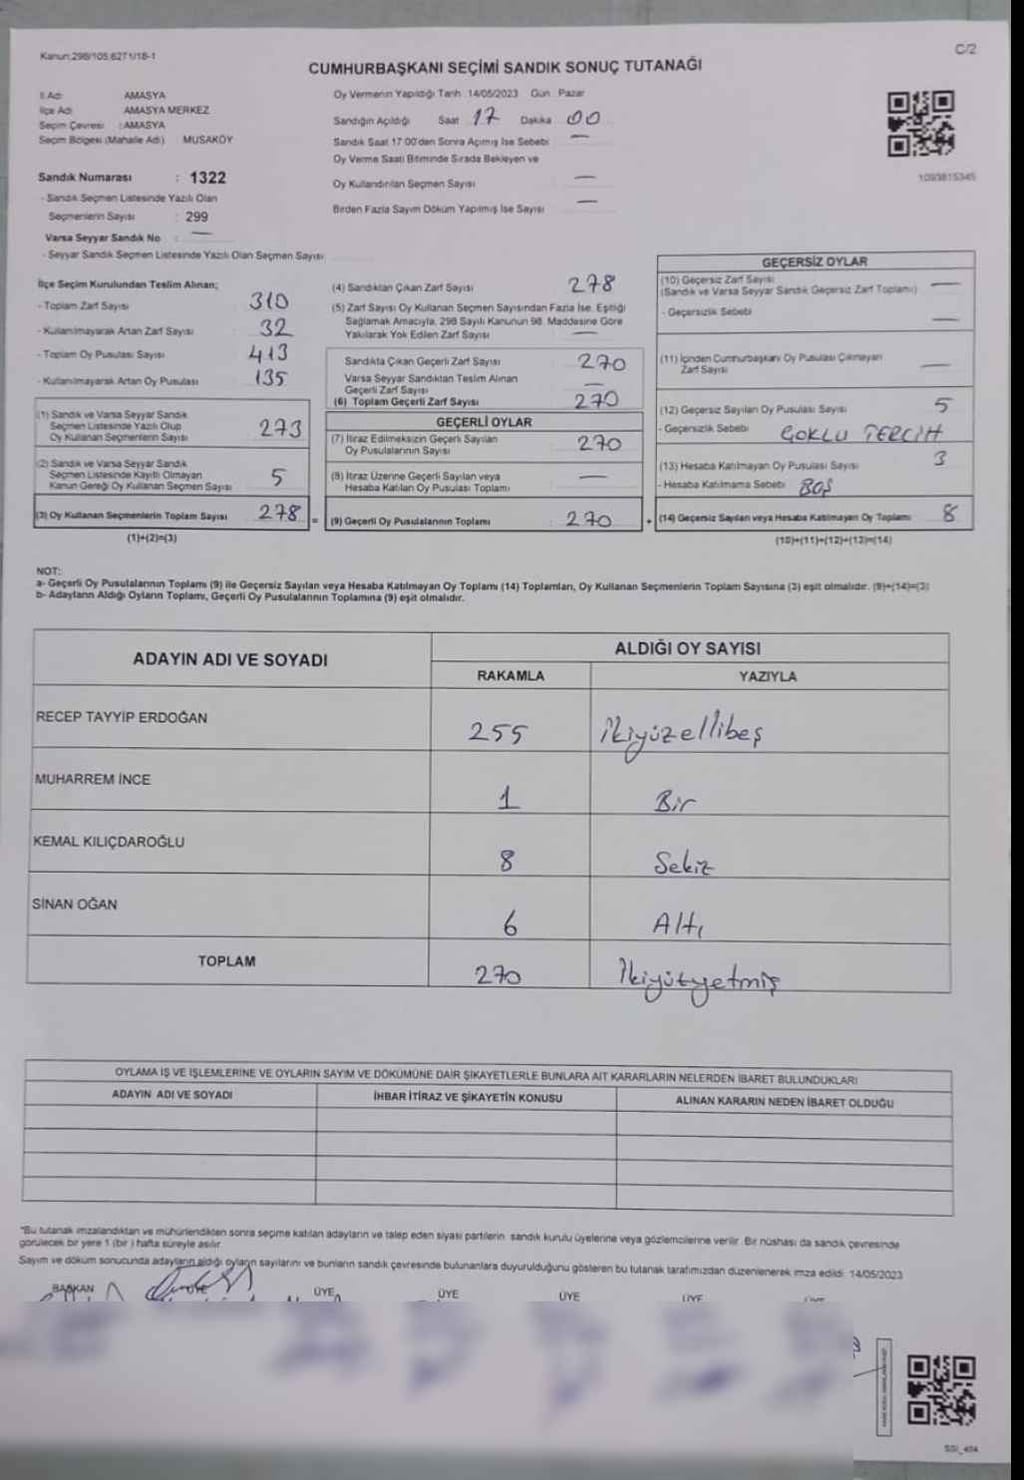 Kanun:298/105,6271/18-1
C/2
CUMHURBAŞKANI SEÇİMİ SANDIK SONUÇ TUTANAĞI
İl Adı AMASYA
İlçe Adı AMASYA MERKEZ
Seçim Çevresi : AMASYA
Seçim Bölgesi (Mahalle Adı) MUSAKÖY
Sandık Numarası : 1322
- Sandık Seçmen Listesinde Yazılı Olan
Seçmenlerin Sayısı : 299
Varsa Seyyar Sandık No : —
- Seyyar Sandık Seçmen Listesinde Yazılı Olan Seçmen Sayısı
Oy Vermenin Yapıldığı Tarih 14/05/2023 Gün Pazar
Sandığın Açıldığı Saat 17 Dakika 00
Sandık Saat 17:00'den Sonra Açılmış İse Sebebi —
Oy Verme Saati Bitiminde Sırada Bekleyen ve
Oy Kullandırılan Seçmen Sayısı —
Birden Fazla Sayım Döküm Yapılmış İse Sayısı —
1093815345
İlçe Seçim Kurulundan Teslim Alınan;
- Toplam Zarf Sayısı : 310
- Kullanılmayarak Artan Zarf Sayısı : 32
- Toplam Oy Pusulası Sayısı : 413
- Kullanılmayarak Artan Oy Pusulası : 135
(1) Sandık ve Varsa Seyyar Sandık
Seçmen Listesinde Yazılı Olup
Oy Kullanan Seçmenlerin Sayısı 273
(2) Sandık ve Varsa Seyyar Sandık
Seçmen Listesinde Kayıtlı Olmayan
Kanun Gereği Oy Kullanan Seçmen Sayısı 5
(3) Oy Kullanan Seçmenlerin Toplam Sayısı 278 =
(1)+(2)=(3)
(4) Sandıktan Çıkan Zarf Sayısı 278
(5) Zarf Sayısı Oy Kullanan Seçmen Sayısından Fazla İse, Eşitliği
Sağlamak Amacıyla, 298 Sayılı Kanunun 98. Maddesine Göre
Yakılarak Yok Edilen Zarf Sayısı —
Sandıkta Çıkan Geçerli Zarf Sayısı 270
Varsa Seyyar Sandıktan Teslim Alınan
Geçerli Zarf Sayısı —
(6) Toplam Geçerli Zarf Sayısı 270
GEÇERLİ OYLAR
(7) İtiraz Edilmeksizin Geçerli Sayılan
Oy Pusulalarının Sayısı 270
(8) İtiraz Üzerine Geçerli Sayılan veya
Hesaba Katılan Oy Pusulası Toplamı —
(9) Geçerli Oy Pusulalarının Toplamı : 270 +
GEÇERSİZ OYLAR
(10) Geçersiz Zarf Sayısı
(Sandık ve Varsa Seyyar Sandık Geçersiz Zarf Toplamı) —
- Geçersizlik Sebebi —
(11) İçinden Cumhurbaşkanı Oy Pusulası Çıkmayan
Zarf Sayısı —
(12) Geçersiz Sayılan Oy Pusulası Sayısı 5
- Geçersizlik Sebebi ÇOKLU TERCİH
(13) Hesaba Katılmayan Oy Pusulası Sayısı 3
- Hesaba Katılmama Sebebi BOŞ
(14) Geçersiz Sayılan veya Hesaba Katılmayan Oy Toplamı 8
(10)+(11)+(12)+(13)=(14)
NOT:
a- Geçerli Oy Pusulalarının Toplamı (9) ile Geçersiz Sayılan veya Hesaba Katılmayan Oy Toplamı (14) Toplamları, Oy Kullanan Seçmenlerin Toplam Sayısına (3) eşit olmalıdır. (9)+(14)=(3)
b- Adayların Aldığı Oyların Toplamı, Geçerli Oy Pusulalarının Toplamına (9) eşit olmalıdır.
ADAYIN ADI VE SOYADI ALDIĞI OY SAYISI
RAKAMLA YAZIYLA
RECEP TAYYİP ERDOĞAN 255 İkiyüzellibeş
MUHARREM İNCE 1 Bir
KEMAL KILIÇDAROĞLU 8 Sekiz
SİNAN OĞAN 6 Altı
TOPLAM 270 İkiyüzyetmiş
OYLAMA İŞ VE İŞLEMLERİNE VE OYLARIN SAYIM VE DÖKÜMÜNE DAİR ŞİKAYETLERLE BUNLARA AİT KARARLARIN NELERDEN İBARET BULUNDUKLARI
ADAYIN ADI VE SOYADI İHBAR İTİRAZ VE ŞİKAYETİN KONUSU ALINAN KARARIN NEDEN İBARET OLDUĞU
"Bu tutanak imzalandıktan ve mühürlendikten sonra seçime katılan adayların ve talep eden siyasi partilerin sandık kurulu üyelerine veya gözlemcilerine verilir. Bir nüshası da sandık çevresinde
görülecek bir yere 1 (bir ) hafta süreyle asılır.
Sayım ve döküm sonucunda adayların aldığı oyların sayılarını ve bunların sandık çevresinde bulunanlara duyurulduğunu gösteren bu tutanak tarafımızdan düzenlenerek imza edildi. 14/05/2023
BAŞKAN ÜYE ÜYE ÜYE ÜYE ÜYE